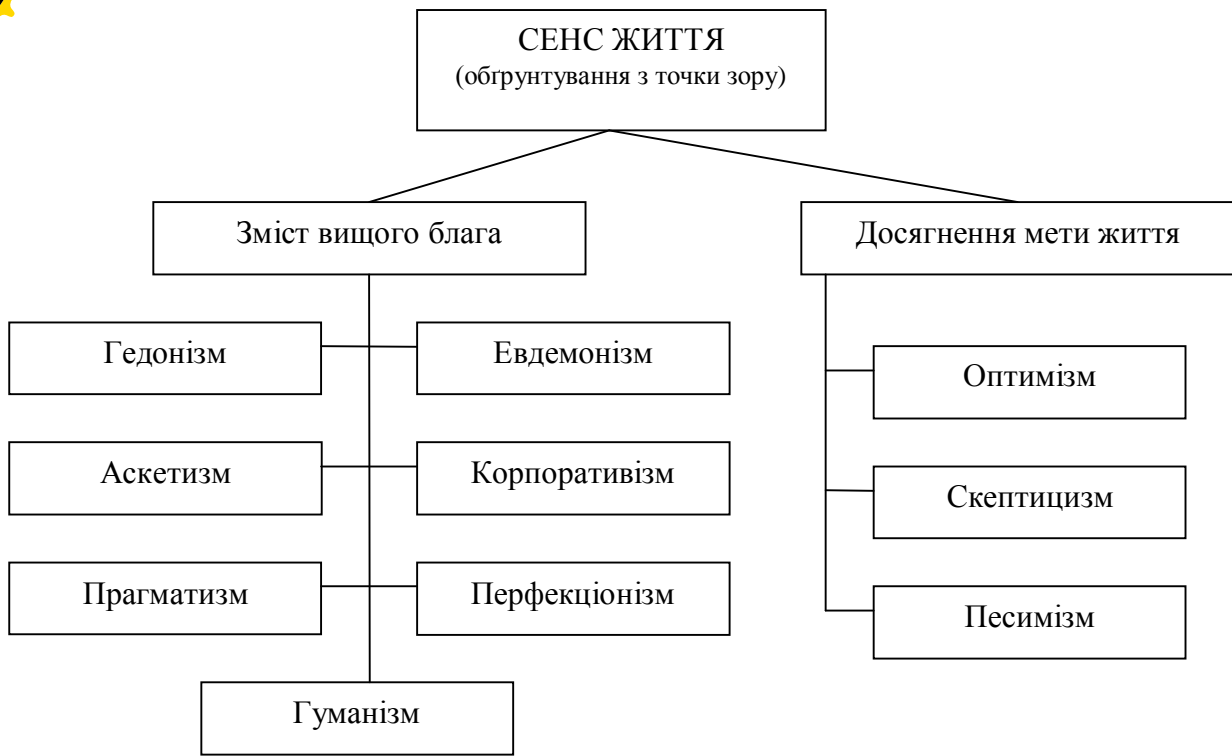 СЕНС ЖИТТЯ
(обґрунтування з точки зору)
Зміст вищого блага
Досягнення мети життя
Гедонізм
Евдемонізм
Оптимізм
Аскетизм
Корпоративізм
Скептицизм
Прагматизм
Перфекціонізм
Песимізм
Гуманізм